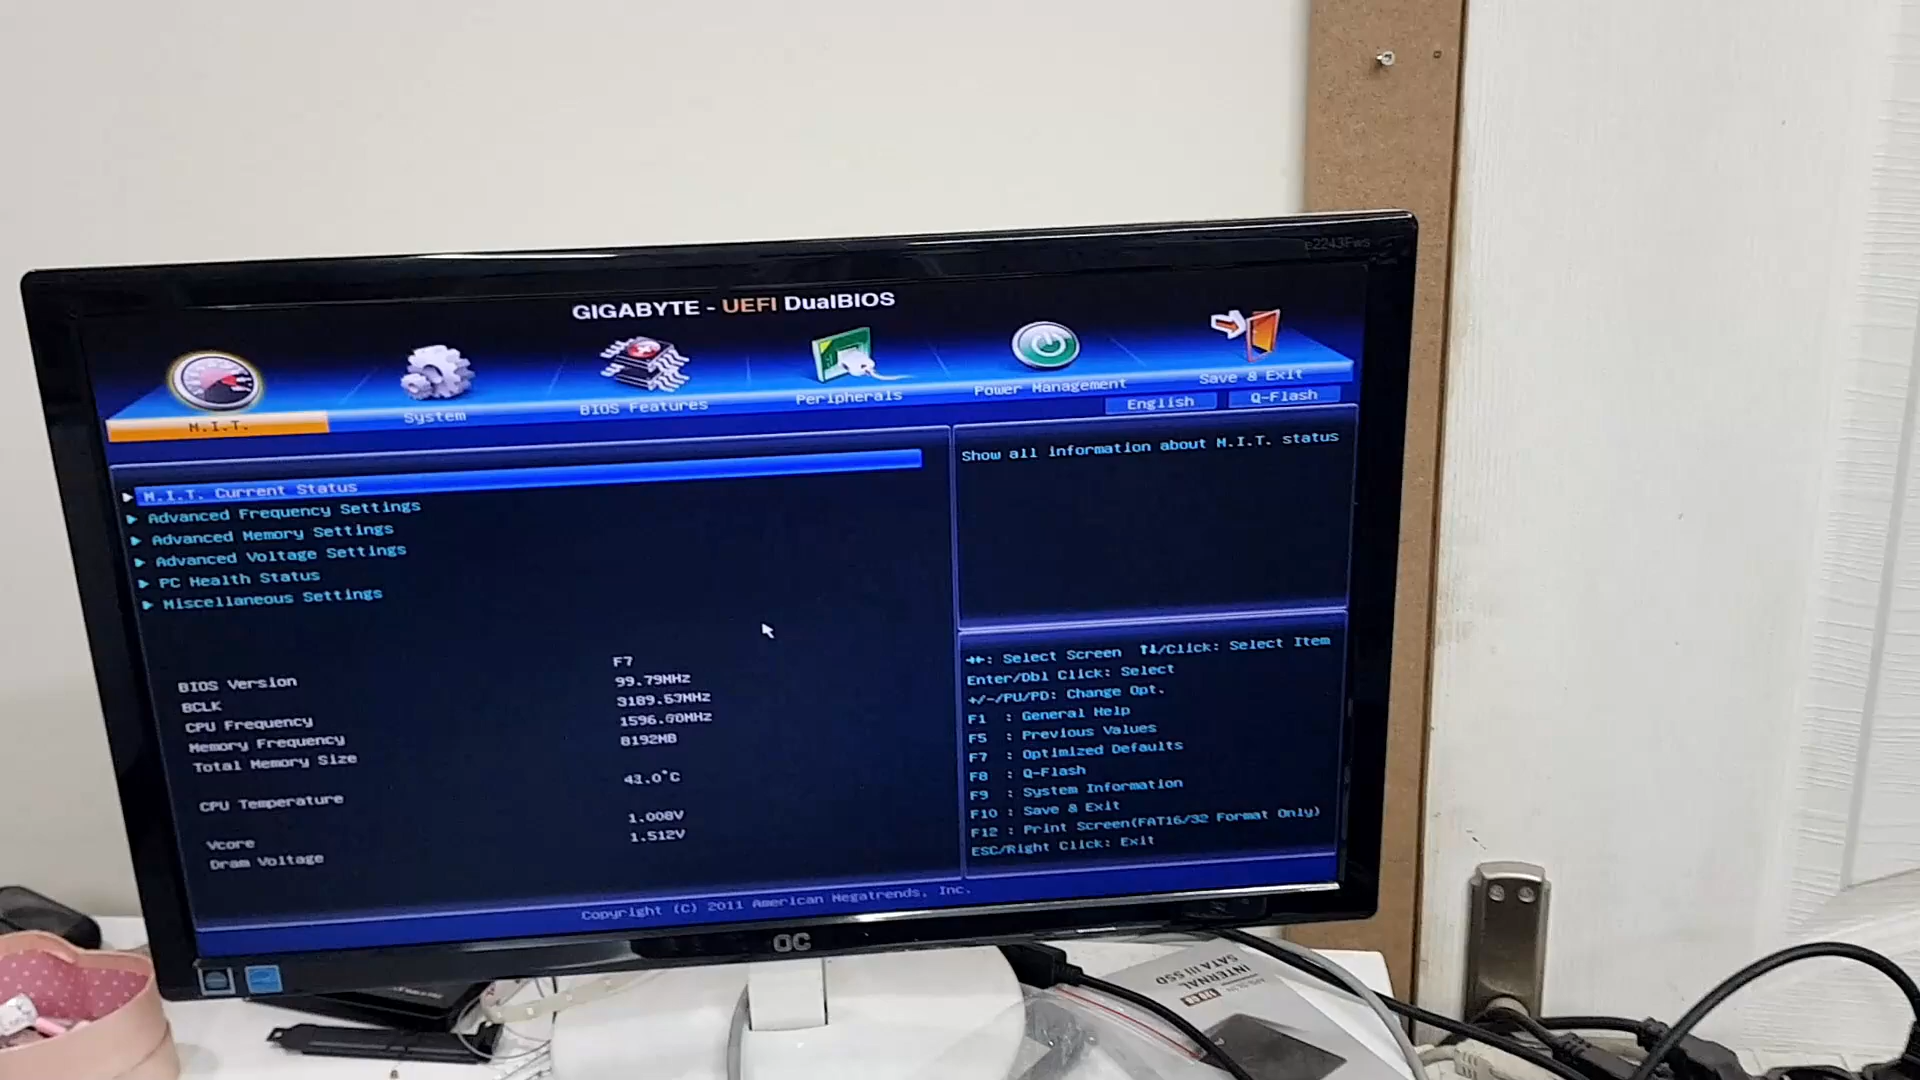 e2243Fws
GIGABYTE - UEFI DualBIOS
M.I.T.
System
BIOS Features
Peripherals
Power Management
Save & Exit
English
Q-Flash
M.I.T. Current Status
Advanced Frequency Settings
Advanced Memory Settings
Advanced Voltage Settings
PC Health Status
Miscellaneous Settings
BIOS Version F7
BCLK 99.79MHz
CPU Frequency 3189.63MHz
Memory Frequency 1596.00MHz
Total Memory Size 8192MB
CPU Temperature 43.0°C
Vcore 1.008V
Dram Voltage 1.512V
Show all information about M.I.T. status
→←: Select Screen ↑↓/Click: Select Item
Enter/Dbl Click: Select
+/-/PU/PD: Change Opt.
F1 : General Help
F5 : Previous Values
F7 : Optimized Defaults
F8 : Q-Flash
F9 : System Information
F10 : Save & Exit
F12 : Print Screen(FAT16/32 Format Only)
ESC/Right Click: Exit
Copyright (C) 2011 American Megatrends, Inc.
OC
INTERNAL
SATA III SSD